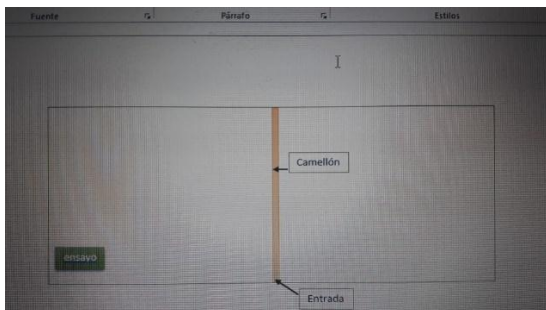 Fuente
Párrafo
Estilos
Camellón
ensayo
Entrada